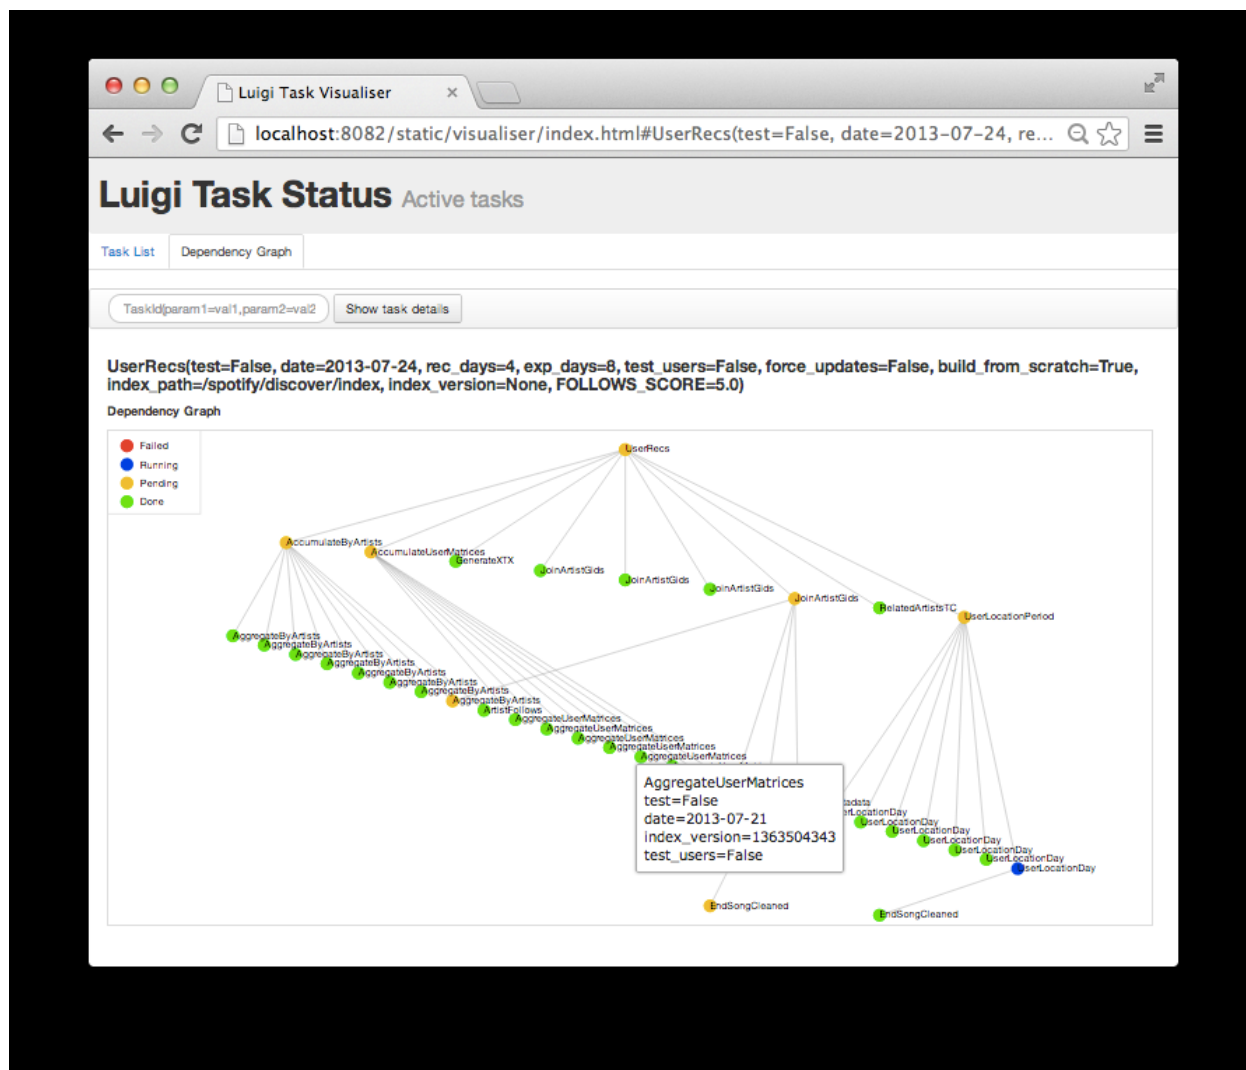 Luigi Task Visualiser
localhost:8082/static/visualiser/index.html#UserRecs(test=False, date=2013-07-24, re...
Luigi Task Status Active tasks
Task List
Dependency Graph
TaskId(param1=val1,param2=val2
Show task details
UserRecs(test=False, date=2013-07-24, rec_days=4, exp_days=8, test_users=False, force_updates=False, build_from_scratch=True,
index_path=/spotify/discover/index, index_version=None, FOLLOWS_SCORE=5.0)
Dependency Graph
Failed
Running
Pending
Done
UserRecs
AccumulateByArtists
AccumulateUserMatrices
GenerateXTX
JoinArtistGids
JoinArtistGids
JoinArtistGids
JoinArtistGids
RelatedArtistsTC
UserLocationPeriod
AggregateByArtists
AggregateByArtists
AggregateByArtists
AggregateByArtists
AggregateByArtists
AggregateByArtists
AggregateByArtists
AggregateByArtists
ArtistFollows
AggregateUserMatrices
AggregateUserMatrices
AggregateUserMatrices
AggregateUserMatrices
AggregateUserMatrices
AggregateUserMatrices
test=False
date=2013-07-21
index_version=1363504343
test_users=False
UserLocationDay
UserLocationDay
UserLocationDay
UserLocationDay
UserLocationDay
UserLocationDay
EndSongCleaned
EndSongCleaned